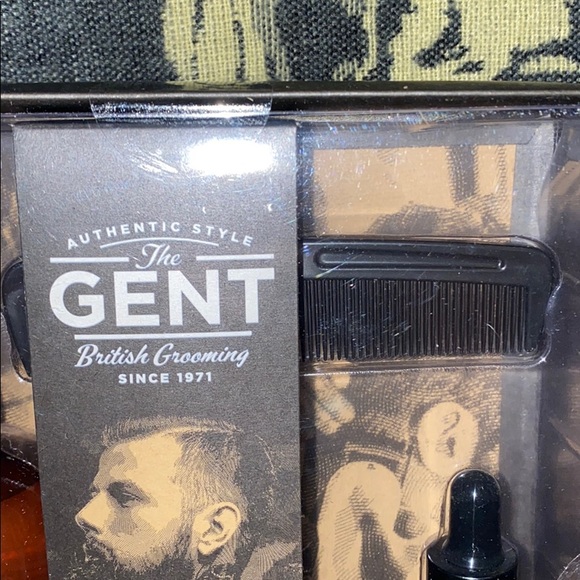 AUTHENTIC STYLE
The
GENT
British Grooming
SINCE 1971